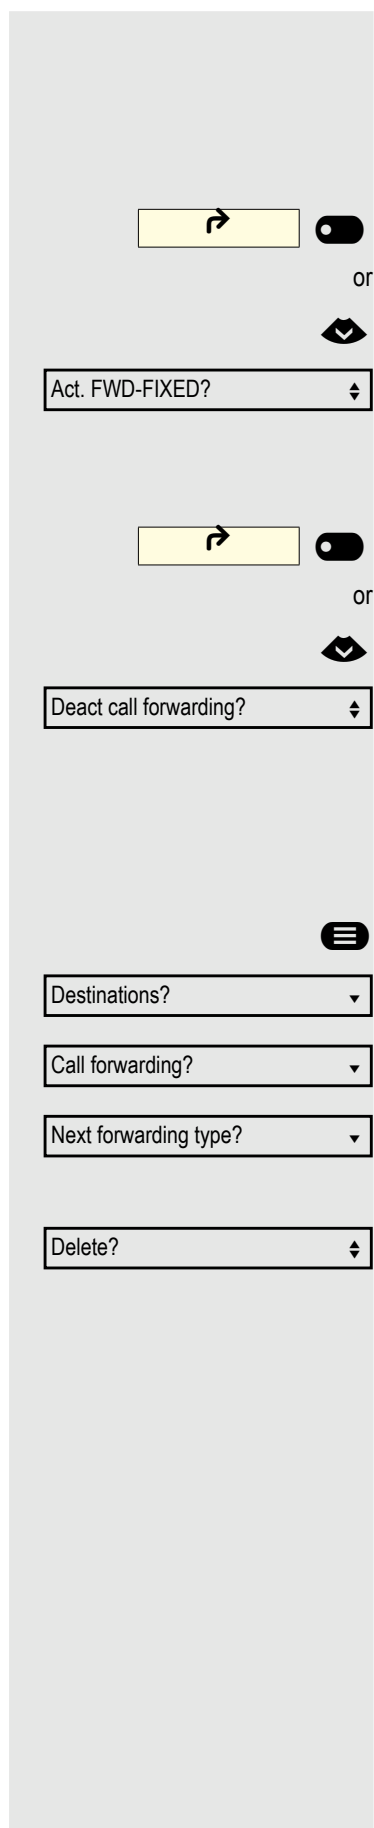 or
Act. FWD-FIXED?
or
Deact call forwarding?
Destinations?
Call forwarding?
Next forwarding type?
Delete?